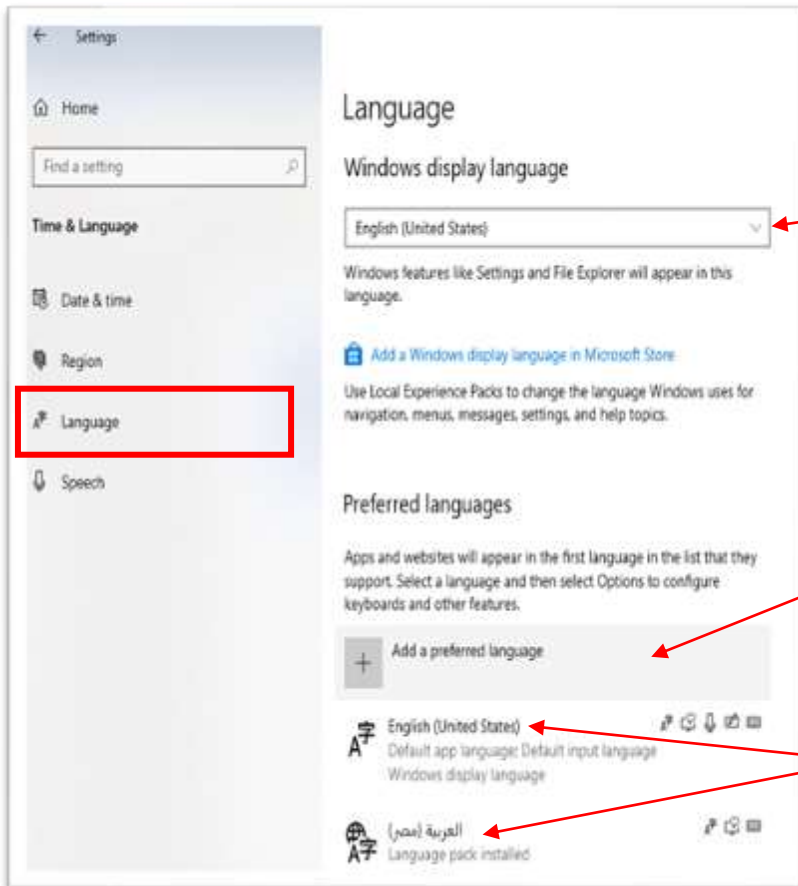 Settings
Home
Find a setting
Time & Language
Date & time
Region
Language
Speech
Language
Windows display language
English (United States)
Windows features like Settings and File Explorer will appear in this
language.
Add a Windows display language in Microsoft Store
Use Local Experience Packs to change the language Windows uses for
navigation, menus, messages, settings, and help topics.
Preferred languages
Apps and websites will appear in the first language in the list that they
support. Select a language and then select Options to configure
keyboards and other features.
Add a preferred language
English (United States)
Default app language; Default input language
Windows display language
العربية (مصر)
Language pack installed